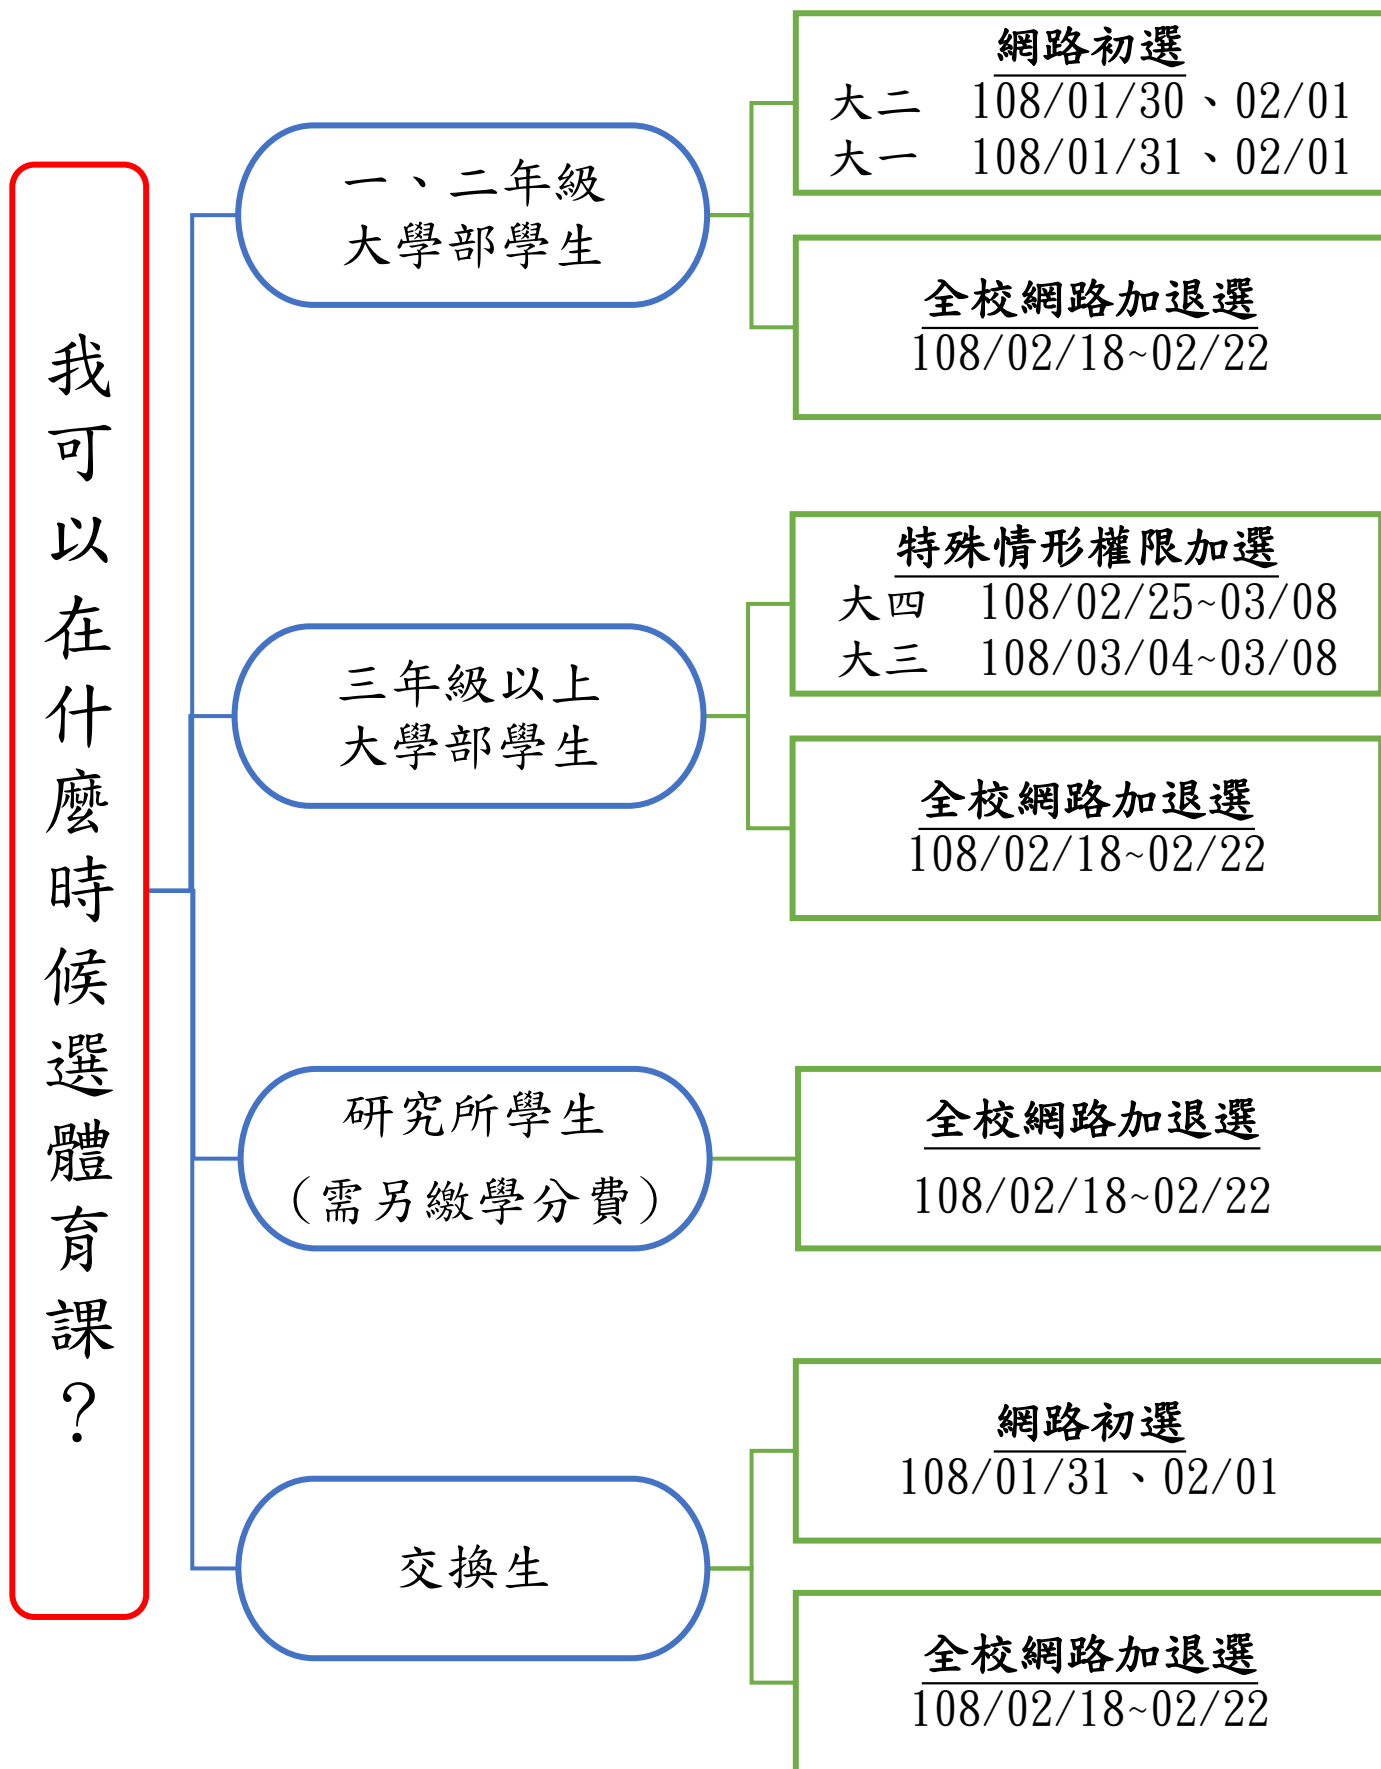 我可以在什麼時候選體育課？
一、二年級
大學部學生
網路初選
大二 108/01/30、02/01
大一 108/01/31、02/01
全校網路加退選
108/02/18~02/22
三年級以上
大學部學生
特殊情形權限加選
大四 108/02/25~03/08
大三 108/03/04~03/08
全校網路加退選
108/02/18~02/22
研究所學生
（需另繳學分費）
全校網路加退選
108/02/18~02/22
交換生
網路初選
108/01/31、02/01
全校網路加退選
108/02/18~02/22